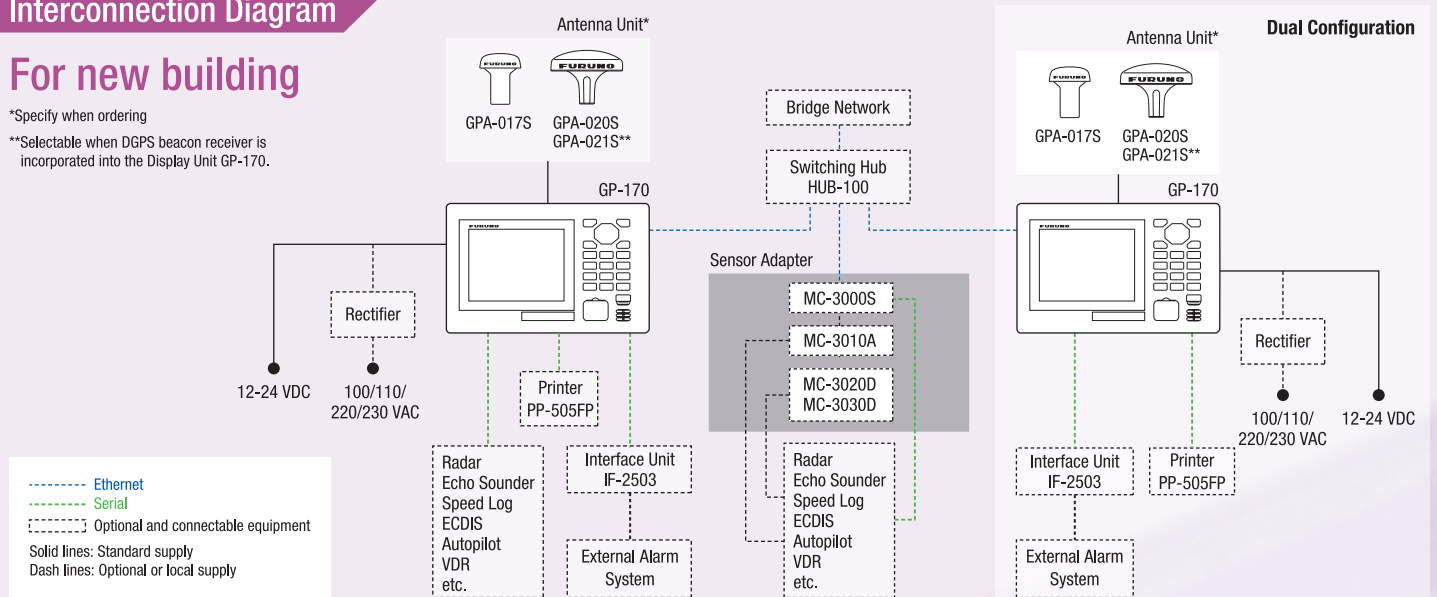 Interconnection Diagram
For new building
*Specify when ordering
**Selectable when DGPS beacon receiver is
incorporated into the Display Unit GP-170.
Antenna Unit*
FURUNO
FURUNO
GPA-017S
GPA-020S
GPA-021S**
GP-170
FURUNO
Rectifier
12-24 VDC
100/110/
220/230 VAC
Printer
PP-505FP
Radar
Echo Sounder
Speed Log
ECDIS
Autopilot
VDR
etc.
Interface Unit
IF-2503
External Alarm
System
Bridge Network
Switching Hub
HUB-100
Sensor Adapter
MC-3000S
MC-3010A
MC-3020D
MC-3030D
Radar
Echo Sounder
Speed Log
ECDIS
Autopilot
VDR
etc.
Dual Configuration
Antenna Unit*
FURUNO
FURUNO
GPA-017S
GPA-020S
GPA-021S**
GP-170
FURUNO
Rectifier
100/110/
220/230 VAC
12-24 VDC
Interface Unit
IF-2503
Printer
PP-505FP
External Alarm
System
Ethernet
Serial
Optional and connectable equipment
Solid lines: Standard supply
Dash lines: Optional or local supply